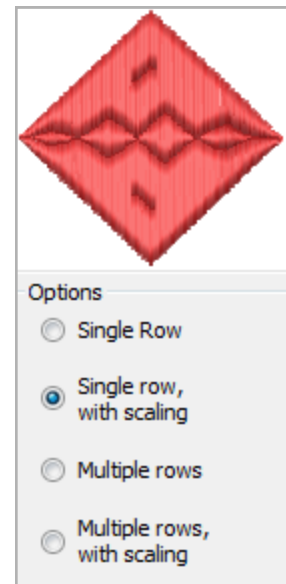 Options
Single Row
Single row,
with scaling
Multiple rows
Multiple rows,
with scaling